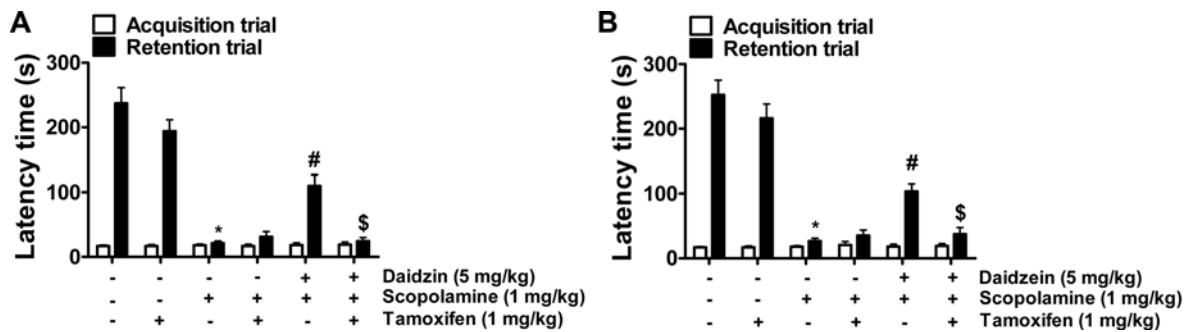 A
Acquisition trial
Retention trial
Latency time (s)
300
200
100
0
*
#
$
- - - - + + Daidzin (5 mg/kg)
- - + + + + Scopolamine (1 mg/kg)
- + - + - + Tamoxifen (1 mg/kg)
B
Acquisition trial
Retention trial
Latency time (s)
300
200
100
0
*
#
$
- - - - + + Daidzein (5 mg/kg)
- - + + + + Scopolamine (1 mg/kg)
- + - + - + Tamoxifen (1 mg/kg)